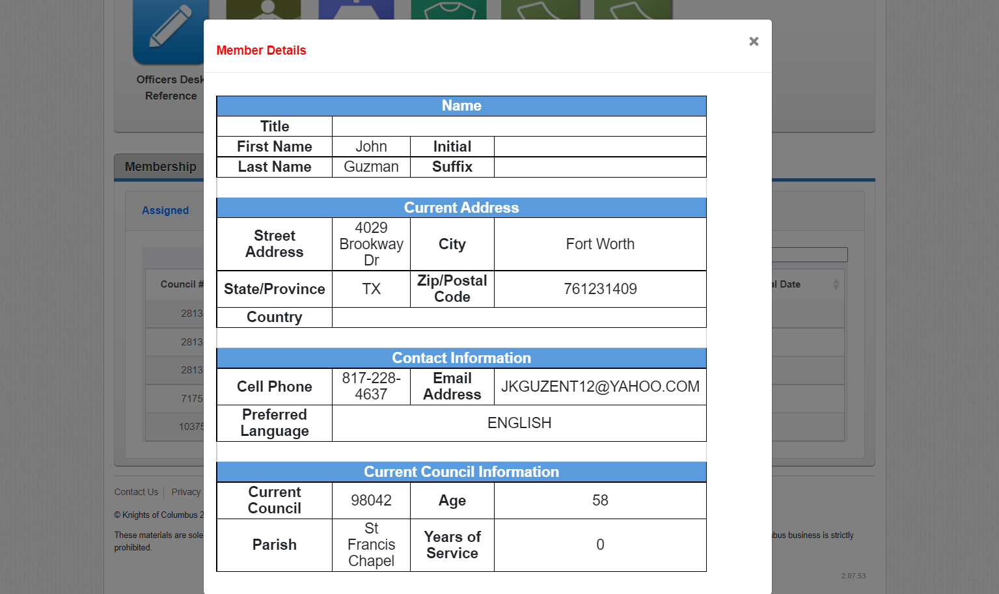 Officers Desk
Reference
Member Details
×
Name
Title
First Name John Initial
Last Name Guzman Suffix
Membership
Current Address
Assigned
Street Address 4029 Brookway Dr City Fort Worth
Council #
al Date
State/Province TX Zip/Postal Code 761231409
2813
Country
2813
Contact Information
2813
Cell Phone 817-228-4637 Email Address JKGUZENT12@YAHOO.COM
7175
Preferred Language ENGLISH
10375
Current Council Information
Contact Us Privacy
Current Council 98042 Age 58
© Knights of Columbus 2
Parish St Francis Chapel Years of Service 0
These materials are sole
bus business is strictly
prohibited.
2.07.53